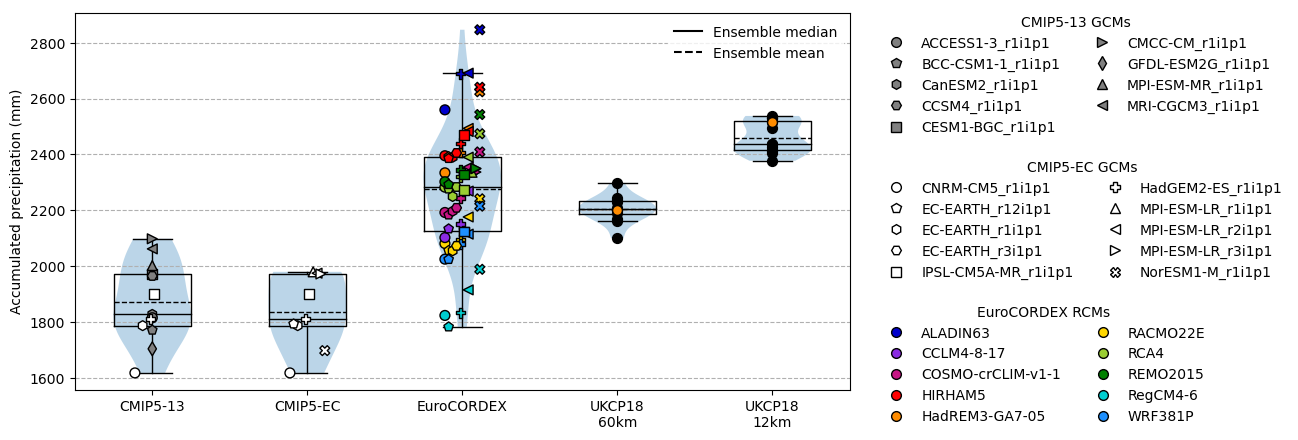 Accumulated precipitation (mm)
2800
2600
2400
2200
2000
1800
1600
Ensemble median
Ensemble mean
CMIP5-13
CMIP5-EC
EuroCORDEX
UKCP18
60km
UKCP18
12km
CMIP5-13 GCMs
ACCESS1-3_r1i1p1
BCC-CSM1-1_r1i1p1
CanESM2_r1i1p1
CCSM4_r1i1p1
CESM1-BGC_r1i1p1
CMCC-CM_r1i1p1
GFDL-ESM2G_r1i1p1
MPI-ESM-MR_r1i1p1
MRI-CGCM3_r1i1p1
CMIP5-EC GCMs
CNRM-CM5_r1i1p1
EC-EARTH_r12i1p1
EC-EARTH_r1i1p1
EC-EARTH_r3i1p1
IPSL-CM5A-MR_r1i1p1
HadGEM2-ES_r1i1p1
MPI-ESM-LR_r1i1p1
MPI-ESM-LR_r2i1p1
MPI-ESM-LR_r3i1p1
NorESM1-M_r1i1p1
EuroCORDEX RCMs
ALADIN63
CCLM4-8-17
COSMO-crCLIM-v1-1
HIRHAM5
HadREM3-GA7-05
RACMO22E
RCA4
REMO2015
RegCM4-6
WRF381P